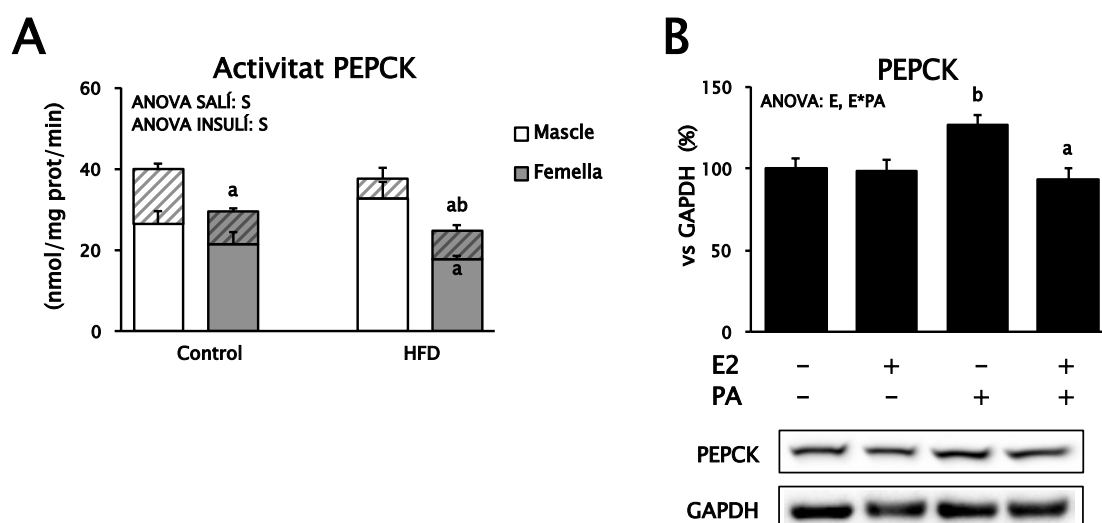 A
Activitat PEPCK
(nmol/mg prot/min)
60
40
20
0
ANOVA SALÍ: S
ANOVA INSULÍ: S
a
ab
a
Control
HFD
Mascle
Femella
B
PEPCK
vs GAPDH (%)
150
100
50
0
ANOVA: E, E*PA
b
a
E2 – + – +
PA – – + +
PEPCK
GAPDH